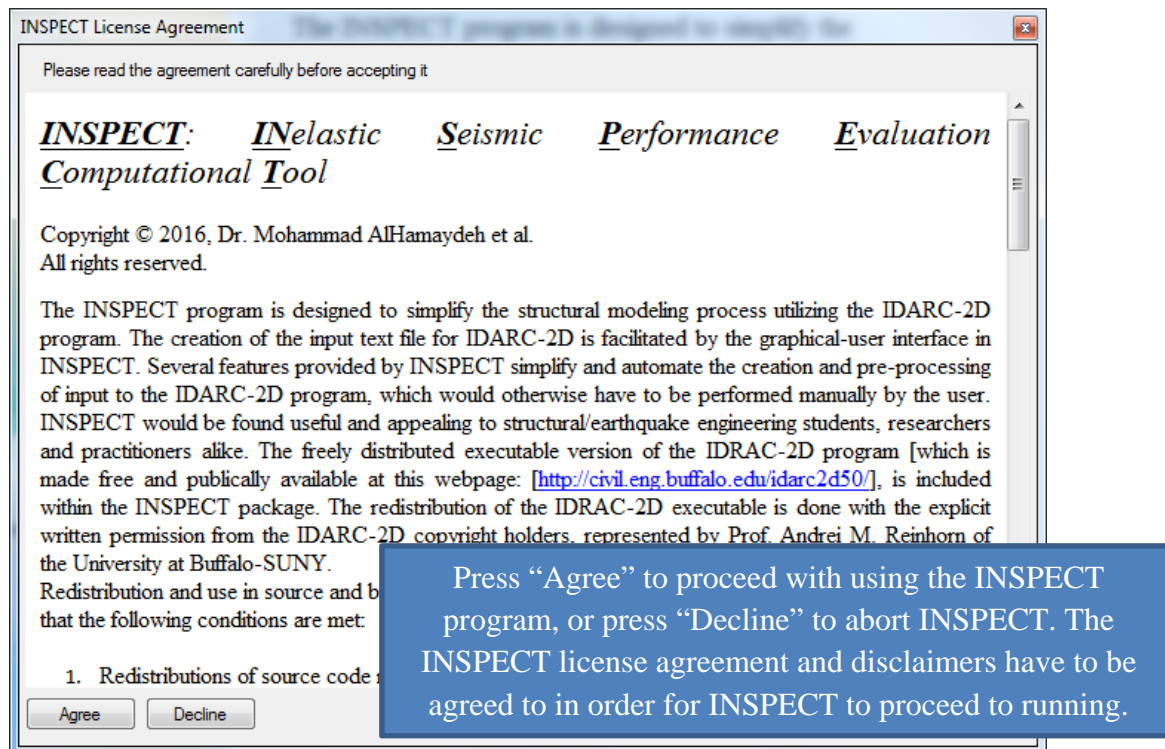 INSPECT License Agreement
Please read the agreement carefully before accepting it
INSPECT: INelastic Seismic Performance Evaluation
Computational Tool
Copyright © 2016, Dr. Mohammad AlHamaydeh et al.
All rights reserved.
The INSPECT program is designed to simplify the structural modeling process utilizing the IDARC-2D
program. The creation of the input text file for IDARC-2D is facilitated by the graphical-user interface in
INSPECT. Several features provided by INSPECT simplify and automate the creation and pre-processing
of input to the IDARC-2D program, which would otherwise have to be performed manually by the user.
INSPECT would be found useful and appealing to structural/earthquake engineering students, researchers
and practitioners alike. The freely distributed executable version of the IDRAC-2D program [which is
made free and publically available at this webpage: [http://civil.eng.buffalo.edu/idarc2d50/], is included
within the INSPECT package. The redistribution of the IDRAC-2D executable is done with the explicit
written permission from the IDARC-2D copyright holders, represented by Prof. Andrei M. Reinhorn of
the University at Buffalo-SUNY.
Redistribution and use in source and b
that the following conditions are met:
1. Redistributions of source code
Agree Decline
Press “Agree” to proceed with using the INSPECT
program, or press “Decline” to abort INSPECT. The
INSPECT license agreement and disclaimers have to be
agreed to in order for INSPECT to proceed to running.